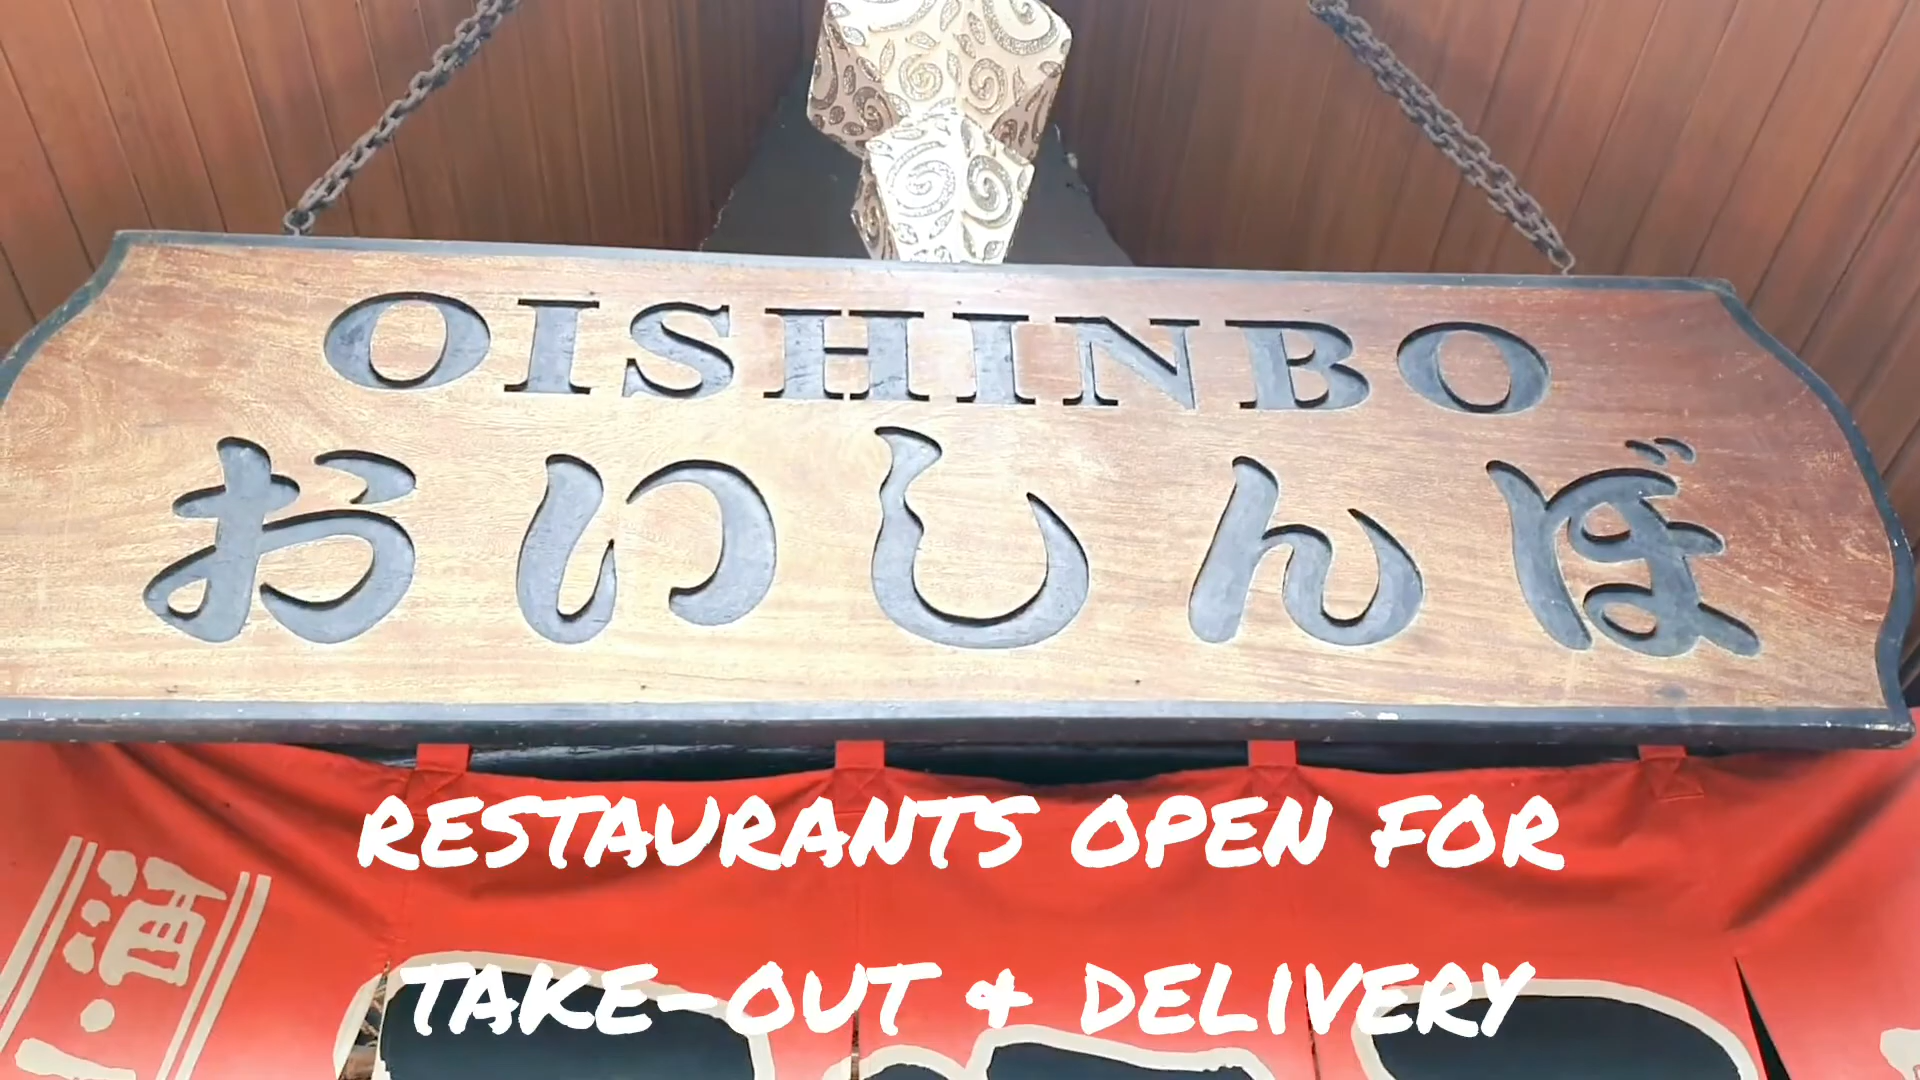 OISHINBO
おいしんぼ
RESTAURANTS OPEN FOR
TAKE-OUT & DELIVERY
酒